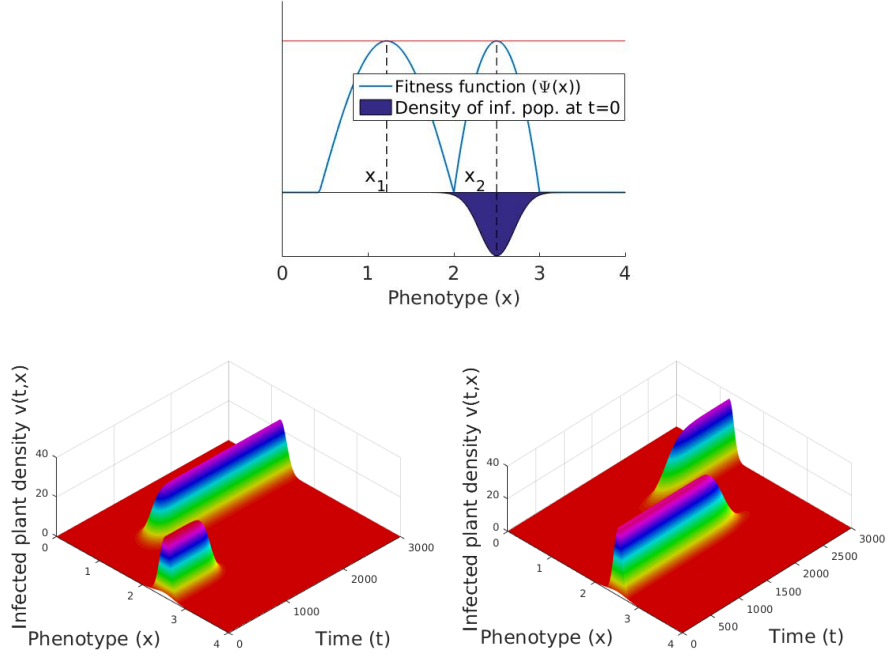 Fitness function (Ψ(x))
Density of inf. pop. at t=0
x1 x2
0 1 2 3 4
Phenotype (x)
Infected plant density v(t,x)
40
20
0
0
1
2
3
4
0
1000
2000
3000
Phenotype (x)
Time (t)
Infected plant density v(t,x)
40
20
0
0
1
2
3
4
0
500
1000
1500
2000
2500
3000
Phenotype (x)
Time (t)